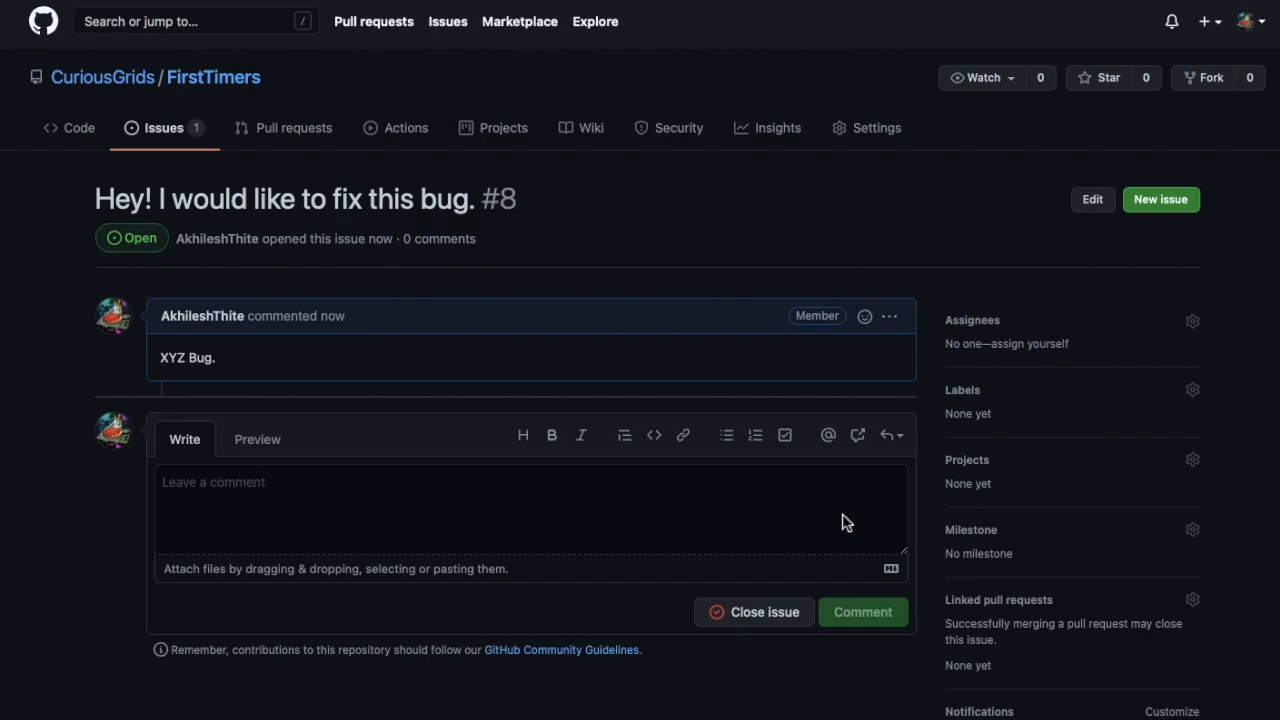 Search or jump to... /
Pull requests Issues Marketplace Explore
CuriousGrids / FirstTimers
Watch 0 Star 0 Fork 0
Code Issues 1 Pull requests Actions Projects Wiki Security Insights Settings
Hey! I would like to fix this bug. #8
Edit New issue
Open AkhileshThite opened this issue now · 0 comments
AkhileshThite commented now Member
XYZ Bug.
Write Preview
Leave a comment
Attach files by dragging & dropping, selecting or pasting them.
Close issue Comment
Remember, contributions to this repository should follow our GitHub Community Guidelines.
Assignees
No one—assign yourself
Labels
None yet
Projects
None yet
Milestone
No milestone
Linked pull requests
Successfully merging a pull request may close
this issue.
None yet
Notifications Customize